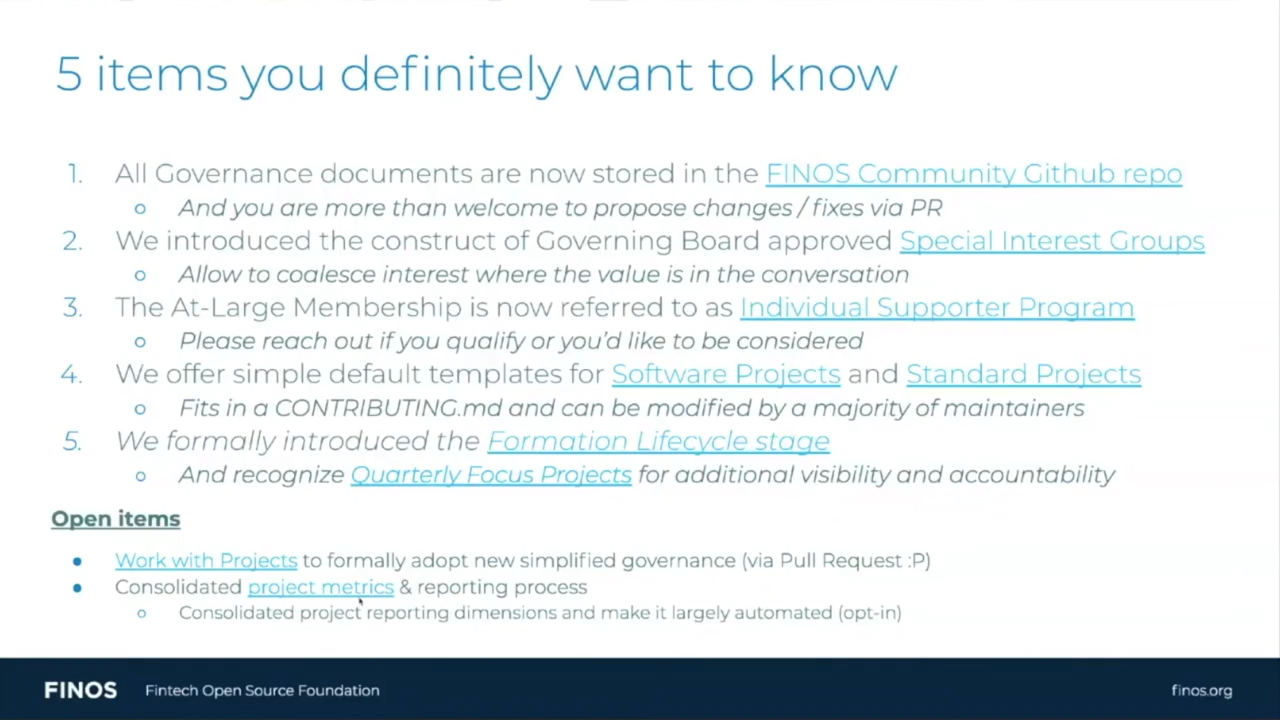 5 items you definitely want to know
1. All Governance documents are now stored in the FINOS Community Github repo
o And you are more than welcome to propose changes / fixes via PR
2. We introduced the construct of Governing Board approved Special Interest Groups
o Allow to coalesce interest where the value is in the conversation
3. The At-Large Membership is now referred to as Individual Supporter Program
o Please reach out if you qualify or you'd like to be considered
4. We offer simple default templates for Software Projects and Standard Projects
o Fits in a CONTRIBUTING.md and can be modified by a majority of maintainers
5. We formally introduced the Formation Lifecycle stage
o And recognize Quarterly Focus Projects for additional visibility and accountability
Open items
● Work with Projects to formally adopt new simplified governance (via Pull Request :P)
● Consolidated project metrics & reporting process
o Consolidated project reporting dimensions and make it largely automated (opt-in)
FINOS Fintech Open Source Foundation finos.org